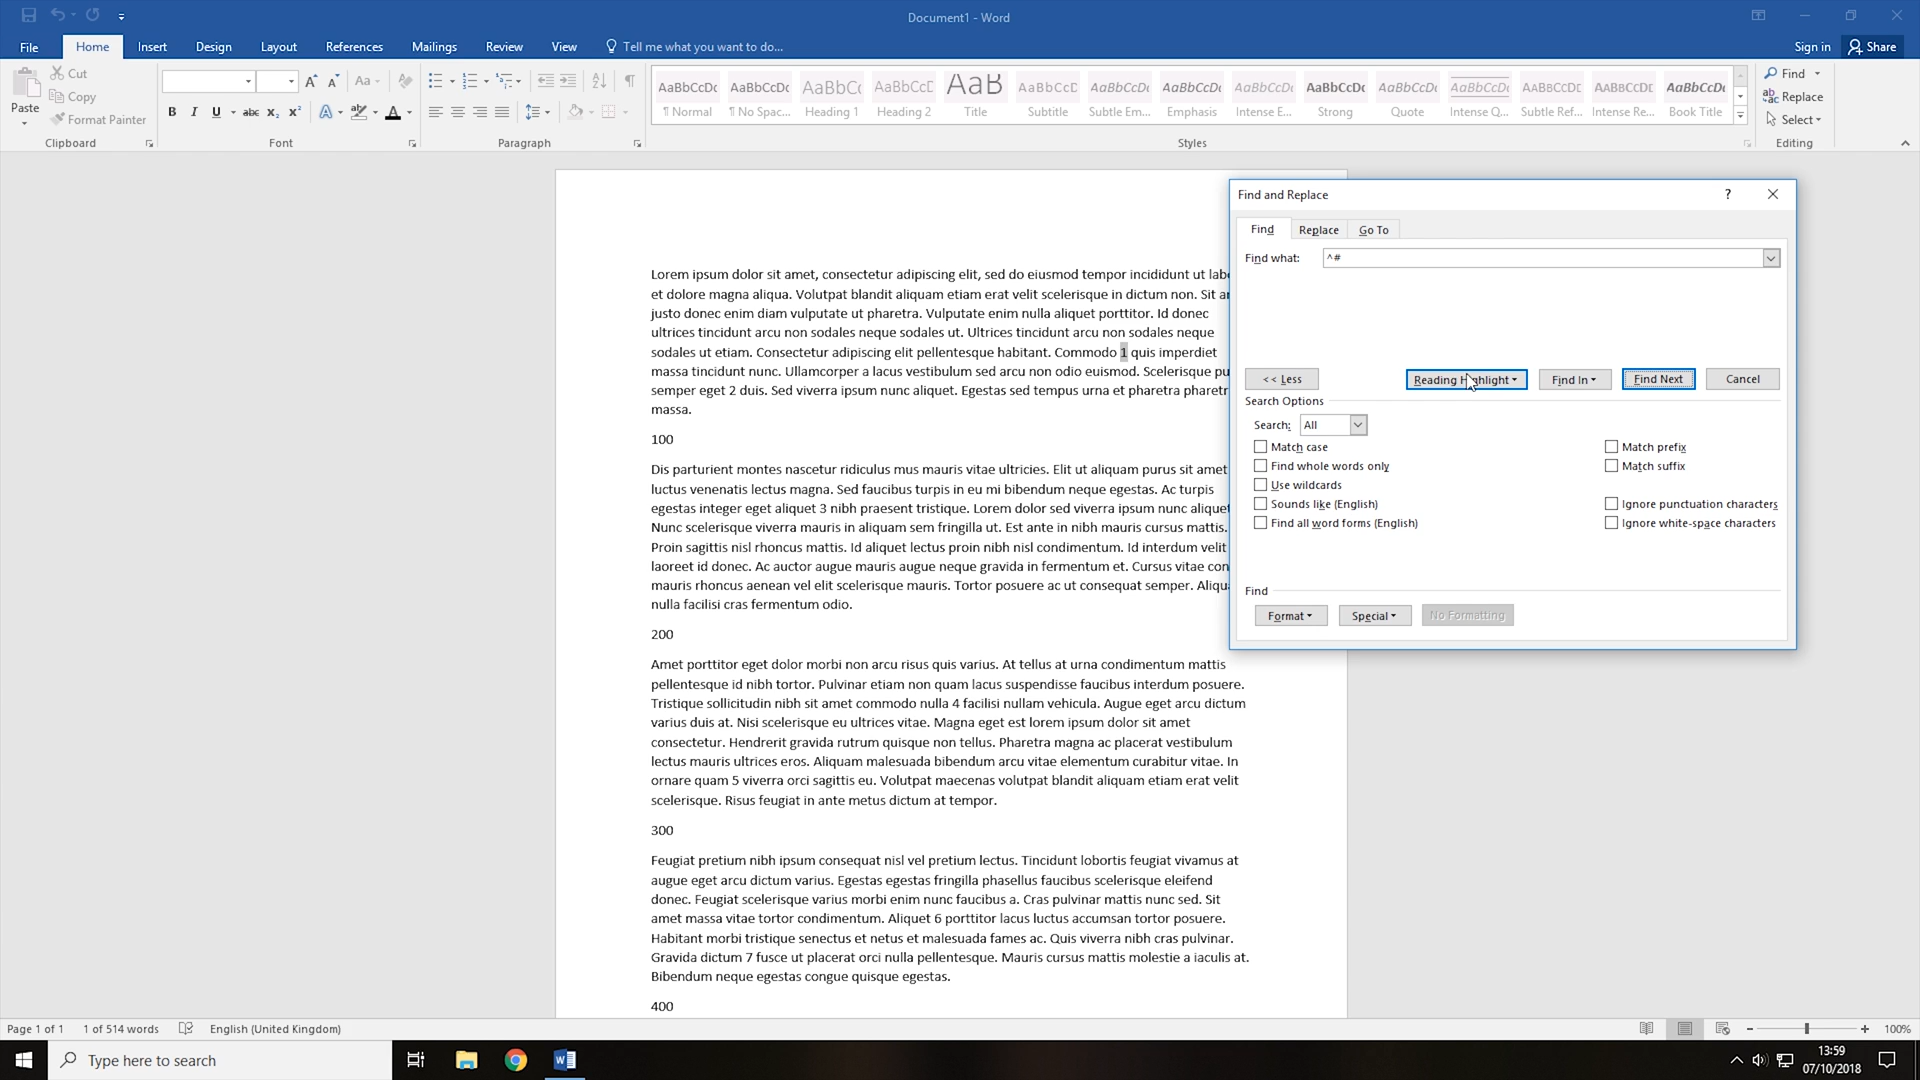 Document1 - Word
File Home Insert Design Layout References Mailings Review View Tell me what you want to do... Sign in Share
Paste Cut Copy Format Painter
B I U abc x₂ x² A
AaBbCcDc AaBbCcDc AaBbC AaBbCcD AaB AaBbCcD AaBbCcDt AaBbCcDt AaBbCcDt AaBbCcDc AaBbCcDt AaBbCcDt AABBCCDE AABBCCDE AaBbCcDt
¶ Normal ¶ No Spac... Heading 1 Heading 2 Title Subtitle Subtle Em... Emphasis Intense E... Strong Quote Intense Q... Subtle Ref... Intense Re... Book Title
Find Replace Select
Clipboard Font Paragraph Styles Editing
Lorem ipsum dolor sit amet, consectetur adipiscing elit, sed do eiusmod tempor incididunt ut
et dolore magna aliqua. Volutpat blandit aliquam etiam erat velit scelerisque in dictum non. Sit
justo donec enim diam vulputate ut pharetra. Vulputate enim nulla aliquet porttitor. Id donec
ultrices tincidunt arcu non sodales neque sodales ut. Ultrices tincidunt arcu non sodales neque
sodales ut etiam. Consectetur adipiscing elit pellentesque habitant. Commodo 1 quis imperdiet
massa tincidunt nunc. Ullamcorper a lacus vestibulum sed arcu non odio euismod. Scelerisque
semper eget 2 duis. Sed viverra ipsum nunc aliquet. Egestas sed tempus urna et pharetra
massa.
100
Dis parturient montes nascetur ridiculus mus mauris vitae ultricies. Elit ut aliquam purus sit amet
luctus venenatis lectus magna. Sed faucibus turpis in eu mi bibendum neque egestas. Ac turpis
egestas integer eget aliquet 3 nibh praesent tristique. Lorem dolor sed viverra ipsum nunc
Nunc scelerisque viverra mauris in aliquam sem fringilla ut. Est ante in nibh mauris cursus mattis.
Proin sagittis nisl rhoncus mattis. Id aliquet lectus proin nibh nisl condimentum. Id interdum velit
laoreet id donec. Ac auctor augue mauris augue neque gravida in fermentum et. Cursus vitae
mauris rhoncus aenean vel elit scelerisque mauris. Tortor posuere ac ut consequat semper.
nulla facilisi cras fermentum odio.
200
Amet porttitor eget dolor morbi non arcu risus quis varius. At tellus at urna condimentum mattis
pellentesque id nibh tortor. Pulvinar etiam non quam lacus suspendisse faucibus interdum posuere.
Tristique sollicitudin nibh sit amet commodo nulla 4 facilisi nullam vehicula. Augue eget arcu dictum
varius duis at. Nisi scelerisque eu ultrices vitae. Magna eget est lorem ipsum dolor sit amet
consectetur. Hendrerit gravida rutrum quisque non tellus. Pharetra magna ac placerat vestibulum
lectus mauris ultrices eros. Aliquam malesuada bibendum arcu vitae elementum curabitur vitae. In
ornare quam 5 viverra orci sagittis eu. Volutpat maecenas volutpat blandit aliquam etiam erat velit
scelerisque. Risus feugiat in ante metus dictum at tempor.
300
Feugiat pretium nibh ipsum consequat nisl vel pretium lectus. Tincidunt lobortis feugiat vivamus at
augue eget arcu dictum varius. Egestas egestas fringilla phasellus faucibus scelerisque eleifend
donec. Feugiat scelerisque varius morbi enim nunc faucibus a. Cras pulvinar mattis nunc sed. Sit
amet massa vitae tortor condimentum. Aliquet 6 porttitor lacus luctus accumsan tortor posuere.
Habitant morbi tristique senectus et netus et malesuada fames ac. Quis viverra nibh cras pulvinar.
Gravida dictum 7 fusce ut placerat orci nulla pellentesque. Mauris cursus mattis molestie a iaculis at.
Bibendum neque egestas congue quisque egestas.
400
Find and Replace
Find Replace Go To
Find what: ^#
<< Less Reading Highlight Find In Find Next Cancel
Search Options
Search: All
Match case Match prefix
Find whole words only Match suffix
Use wildcards
Sounds like (English) Ignore punctuation characters
Find all word forms (English) Ignore white-space characters
Find
Format Special No Formatting
Page 1 of 1 1 of 514 words English (United Kingdom) 100%
Type here to search
13:59
07/10/2018